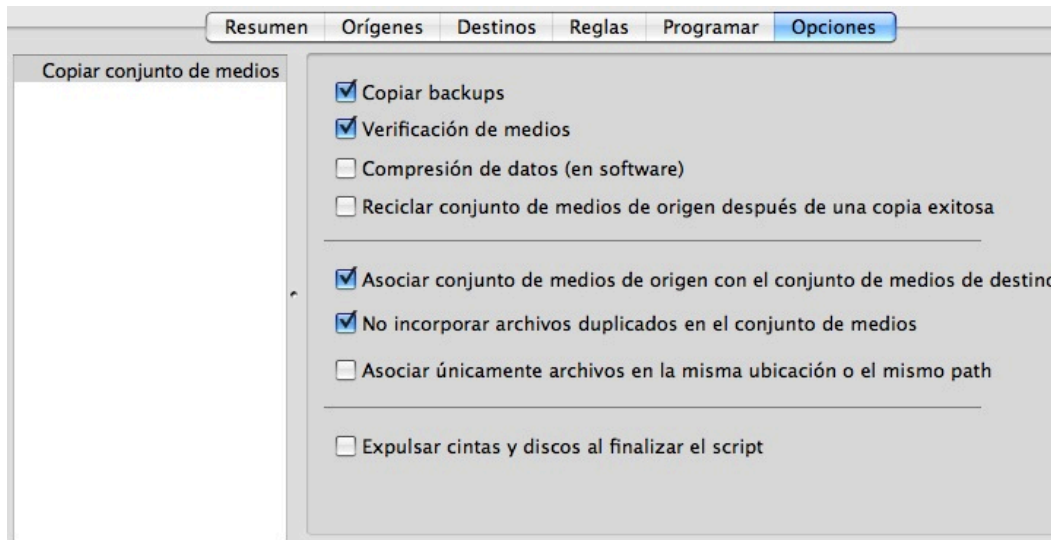 Resumen Orígenes Destinos Reglas Programar Opciones
Copiar conjunto de medios
Copiar backups
Verificación de medios
Compresión de datos (en software)
Reciclar conjunto de medios de origen después de una copia exitosa
Asociar conjunto de medios de origen con el conjunto de medios de destino
No incorporar archivos duplicados en el conjunto de medios
Asociar únicamente archivos en la misma ubicación o el mismo path
Expulsar cintas y discos al finalizar el script